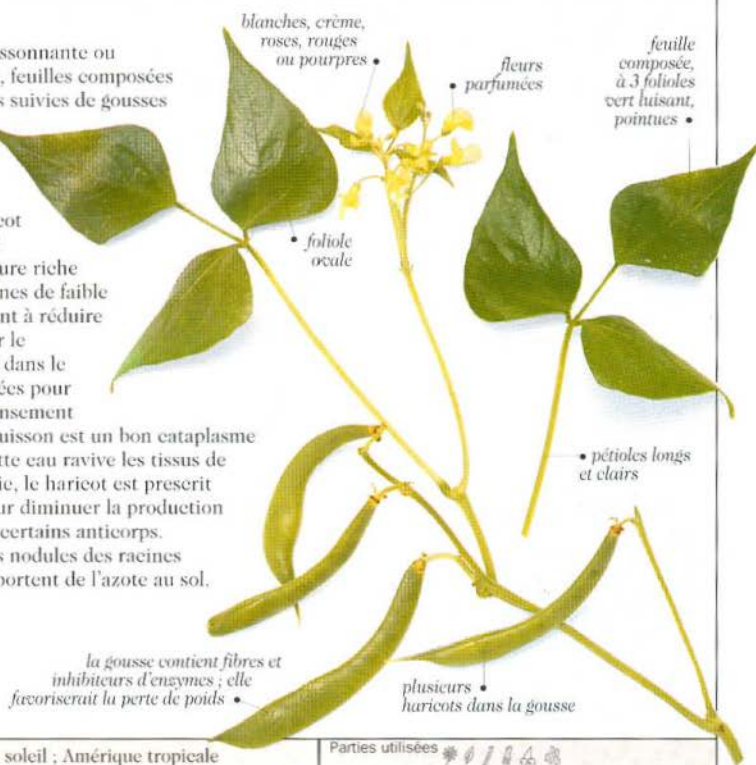 ssonnante ou
, feuilles composées
s suivies de gousses
cot
ure riche
nes de faible
nt à réduire
r le
dans le
ées pour
nsement
uisson est un bon cataplasme
tte eau ravive les tissus de
ie, le haricot est prescrit
ur diminuer la production
certains anticorps.
s nodules des racines
portent de l'azote au sol.
blanches, crème,
roses, rouges
ou pourpres
fleurs
parfumées
feuille
composée,
à 3 folioles
vert luisant,
pointues
foliole
ovale
pétioles longs
et clairs
la gousse contient fibres et
inhibiteurs d'enzymes ; elle
favoriserait la perte de poids
plusieurs
haricots dans la gousse
soleil ; Amérique tropicale
Parties utilisées